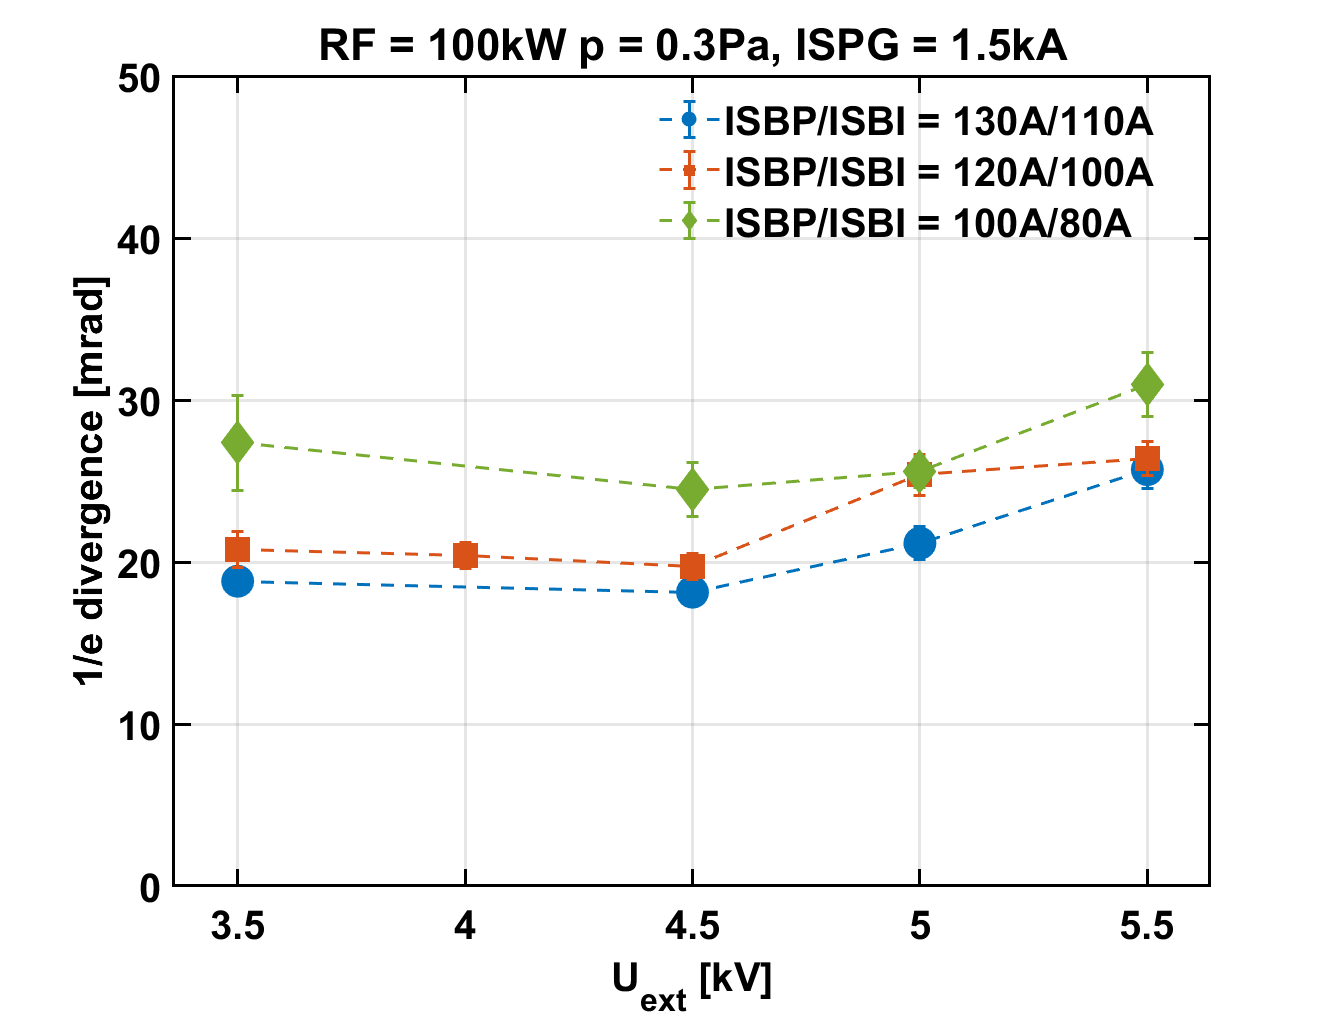 RF = 100kW p = 0.3Pa, ISPG = 1.5kA
ISBP/ISBI = 130A/110A
ISBP/ISBI = 120A/100A
ISBP/ISBI = 100A/80A
1/e divergence [mrad]
50
40
30
20
10
0
3.5 4 4.5 5 5.5
U_ext [kV]